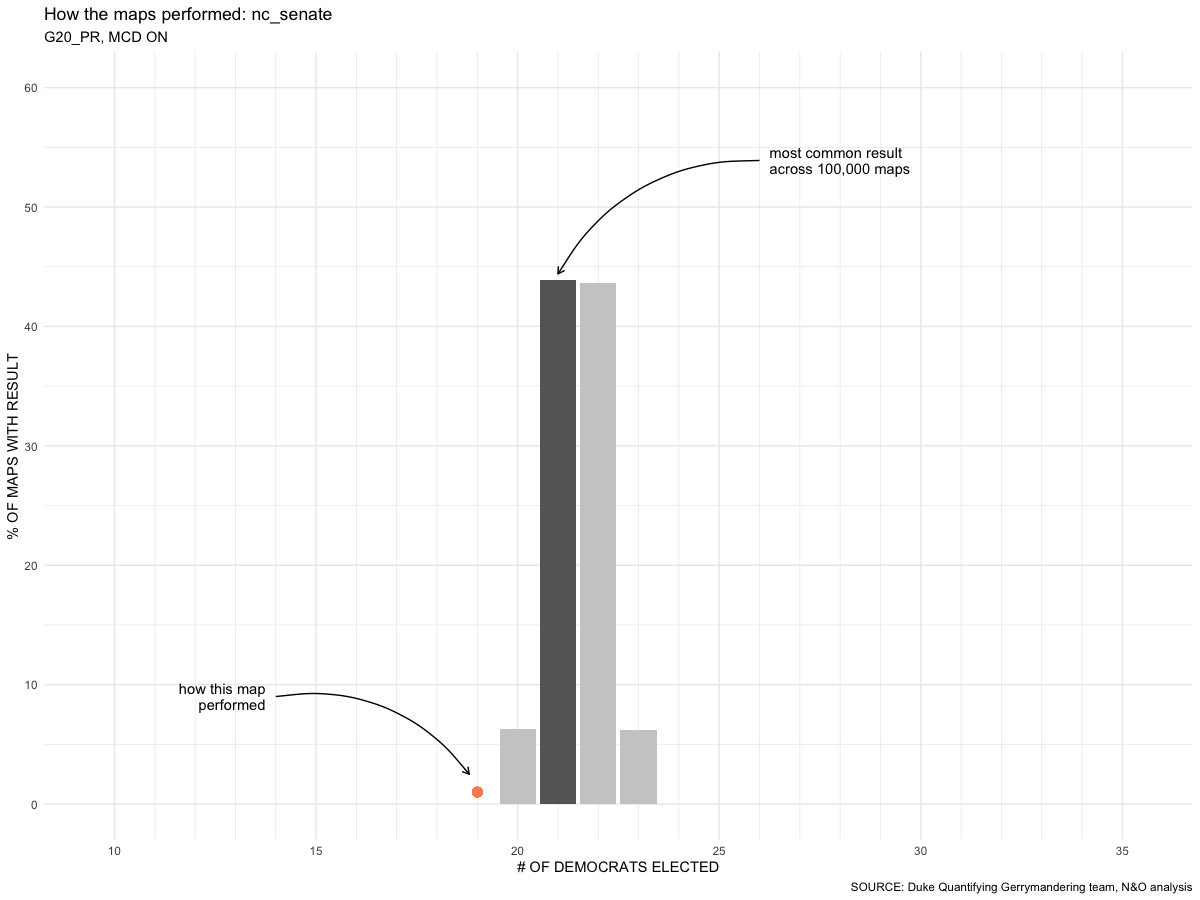 How the maps performed: nc_senate
G20_PR, MCD ON
60
50
40
30
20
10
0
% OF MAPS WITH RESULT
most common result
across 100,000 maps
how this map
performed
10
15
20
25
30
35
# OF DEMOCRATS ELECTED
SOURCE: Duke Quantifying Gerrymandering team, N&O analysis